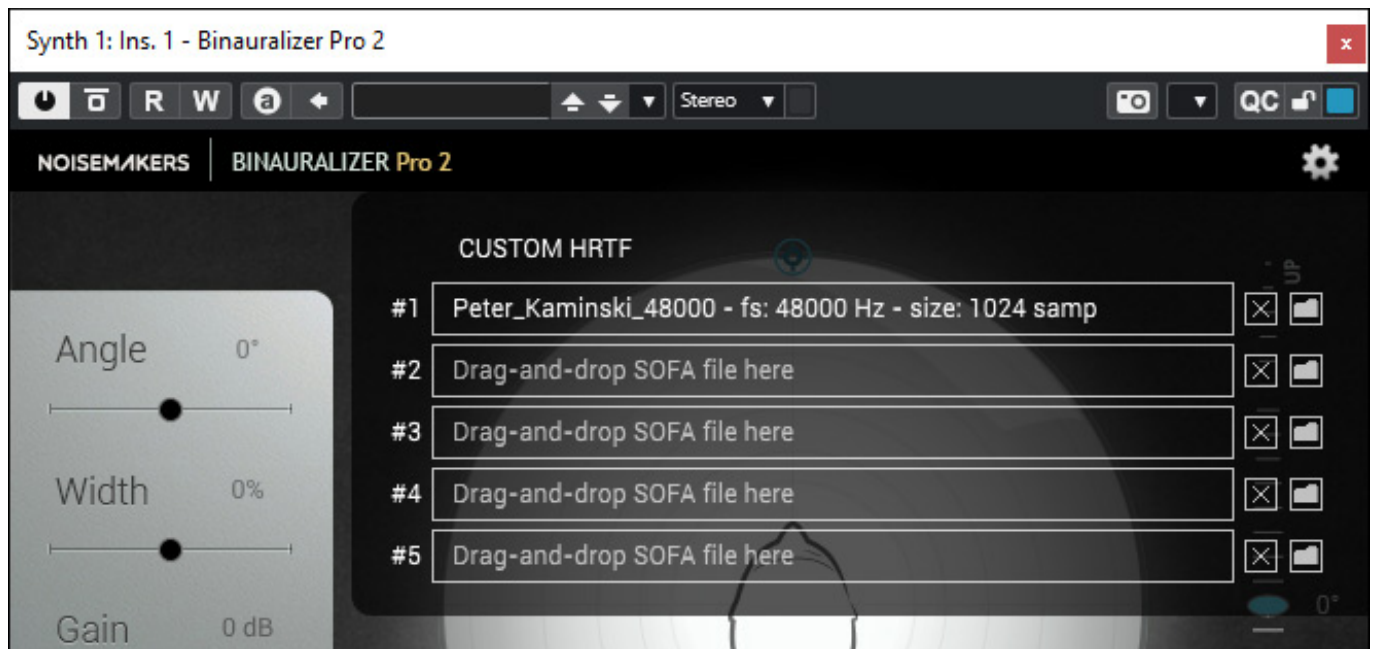 Synth 1: Ins. 1 - Binauralizer Pro 2
x
R W a Stereo QC
NOISEMAKERS BINAURALIZER Pro 2
CUSTOM HRTF
UP
#1 Peter_Kaminski_48000 - fs: 48000 Hz - size: 1024 samp
Angle 0°
#2 Drag-and-drop SOFA file here
#3 Drag-and-drop SOFA file here
Width 0%
#4 Drag-and-drop SOFA file here
#5 Drag-and-drop SOFA file here
Gain 0 dB
0°